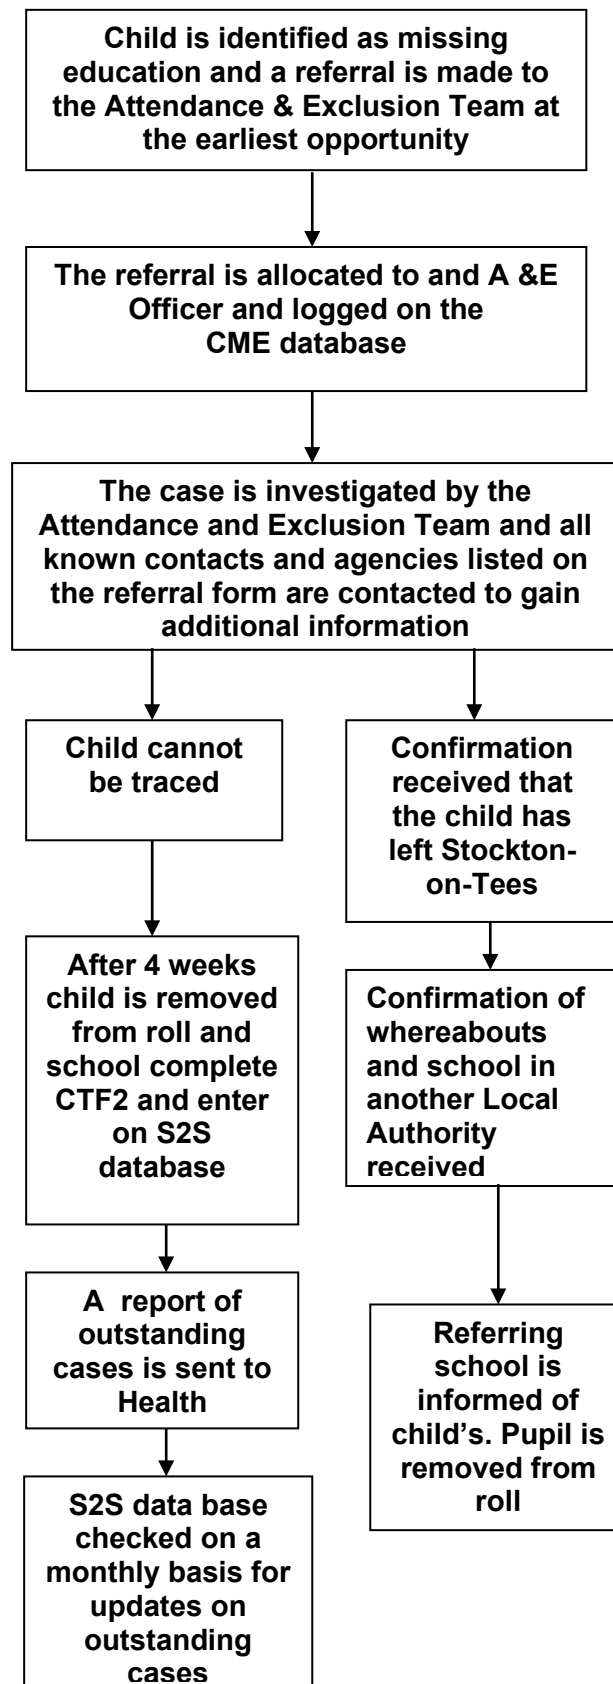 Child is identified as missing
education and a referral is made to
the Attendance & Exclusion Team at
the earliest opportunity
The referral is allocated to and A &E
Officer and logged on the
CME database
The case is investigated by the
Attendance and Exclusion Team and all
known contacts and agencies listed on
the referral form are contacted to gain
additional information
Child cannot
be traced
After 4 weeks
child is removed
from roll and
school complete
CTF2 and enter
on S2S
database
A report of
outstanding
cases is sent to
Health
S2S data base
checked on a
monthly basis for
updates on
outstanding
cases
Confirmation
received that
the child has
left Stockton-
on-Tees
Confirmation of
whereabouts
and school in
another Local
Authority
received
Referring
school is
informed of
child’s. Pupil is
removed from
roll